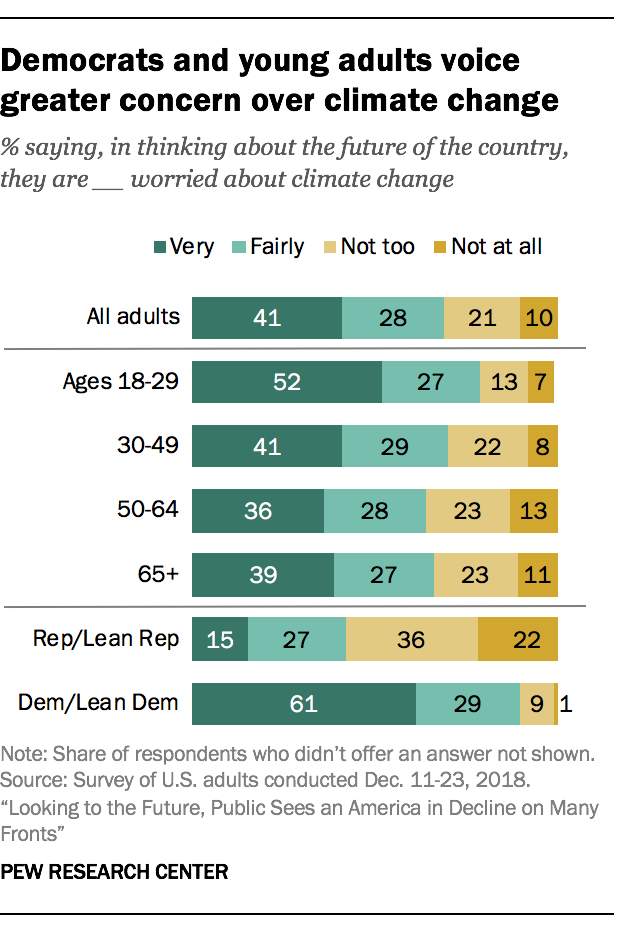 Democrats and young adults voice
greater concern over climate change
% saying, in thinking about the future of the country,
they are __ worried about climate change
Very Fairly Not too Not at all
All adults 41 28 21 10
Ages 18-29 52 27 13 7
30-49 41 29 22 8
50-64 36 28 23 13
65+ 39 27 23 11
Rep/Lean Rep 15 27 36 22
Dem/Lean Dem 61 29 9 1
Note: Share of respondents who didn’t offer an answer not shown.
Source: Survey of U.S. adults conducted Dec. 11-23, 2018.
“Looking to the Future, Public Sees an America in Decline on Many
Fronts”
PEW RESEARCH CENTER